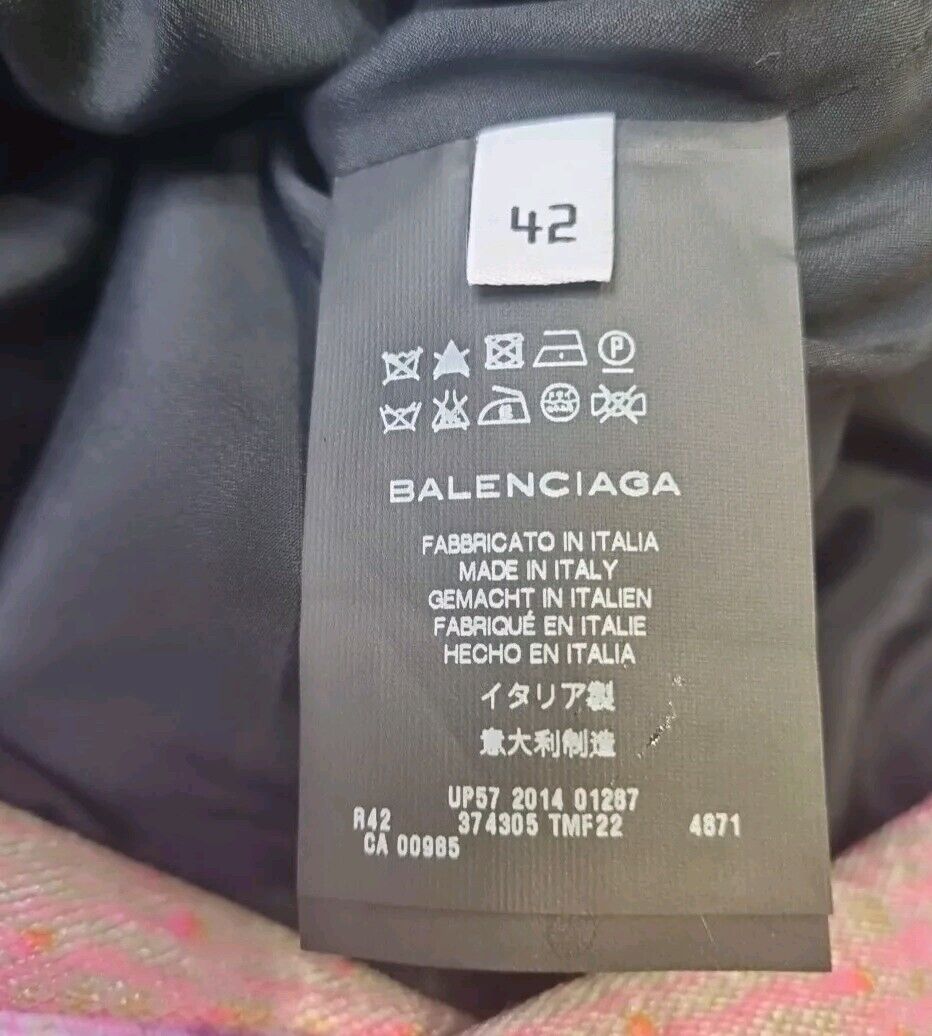 42
P
BALENCIAGA
FABBRICATO IN ITALIA
MADE IN ITALY
GEMACHT IN ITALIEN
FABRIQUÉ EN ITALIE
HECHO EN ITALIA
イタリア製
意大利制造
UP57 2014 01287
R42 374305 TMF22 4871
CA 00985